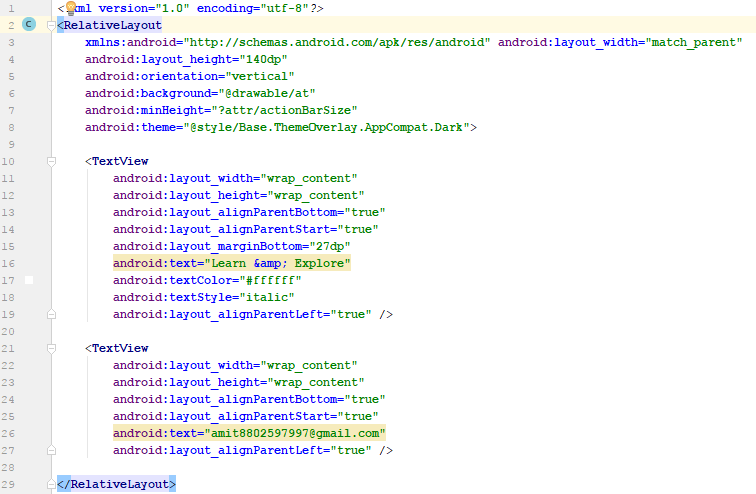 1 <?xml version="1.0" encoding="utf-8"?>
2 C <RelativeLayout
3 xmlns:android="http://schemas.android.com/apk/res/android" android:layout_width="match_parent"
4 android:layout_height="140dp"
5 android:orientation="vertical"
6 android:background="@drawable/at"
7 android:minHeight="?attr/actionBarSize"
8 android:theme="@style/Base.ThemeOverlay.AppCompat.Dark">
9
10 <TextView
11 android:layout_width="wrap_content"
12 android:layout_height="wrap_content"
13 android:layout_alignParentBottom="true"
14 android:layout_alignParentStart="true"
15 android:layout_marginBottom="27dp"
16 android:text="Learn &amp; Explore"
17 android:textColor="#ffffff"
18 android:textStyle="italic"
19 android:layout_alignParentLeft="true" />
20
21 <TextView
22 android:layout_width="wrap_content"
23 android:layout_height="wrap_content"
24 android:layout_alignParentBottom="true"
25 android:layout_alignParentStart="true"
26 android:text="amit8802597997@gmail.com"
27 android:layout_alignParentLeft="true" />
28
29 </RelativeLayout>